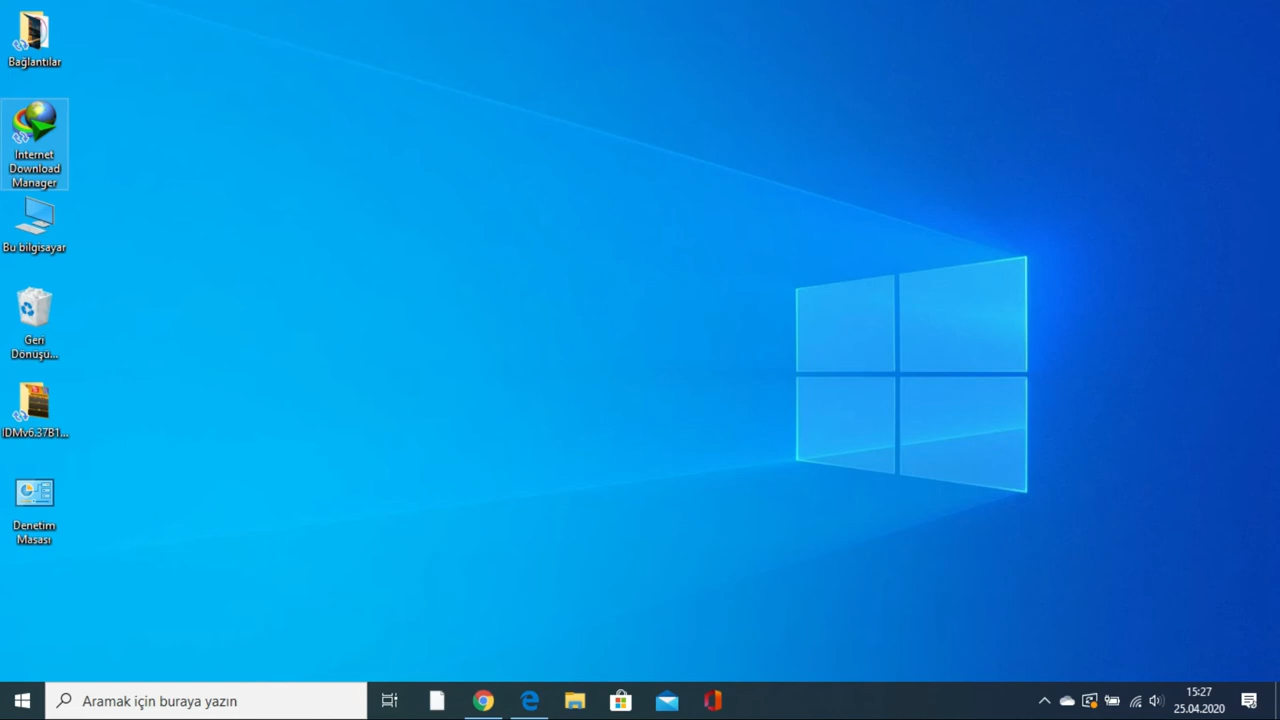 Bağlantılar
Internet
Download
Manager
Bu bilgisayar
Geri
Dönüşü...
IDMv6.37B1...
Denetim
Masası
Aramak için buraya yazın
15:27
25.04.2020